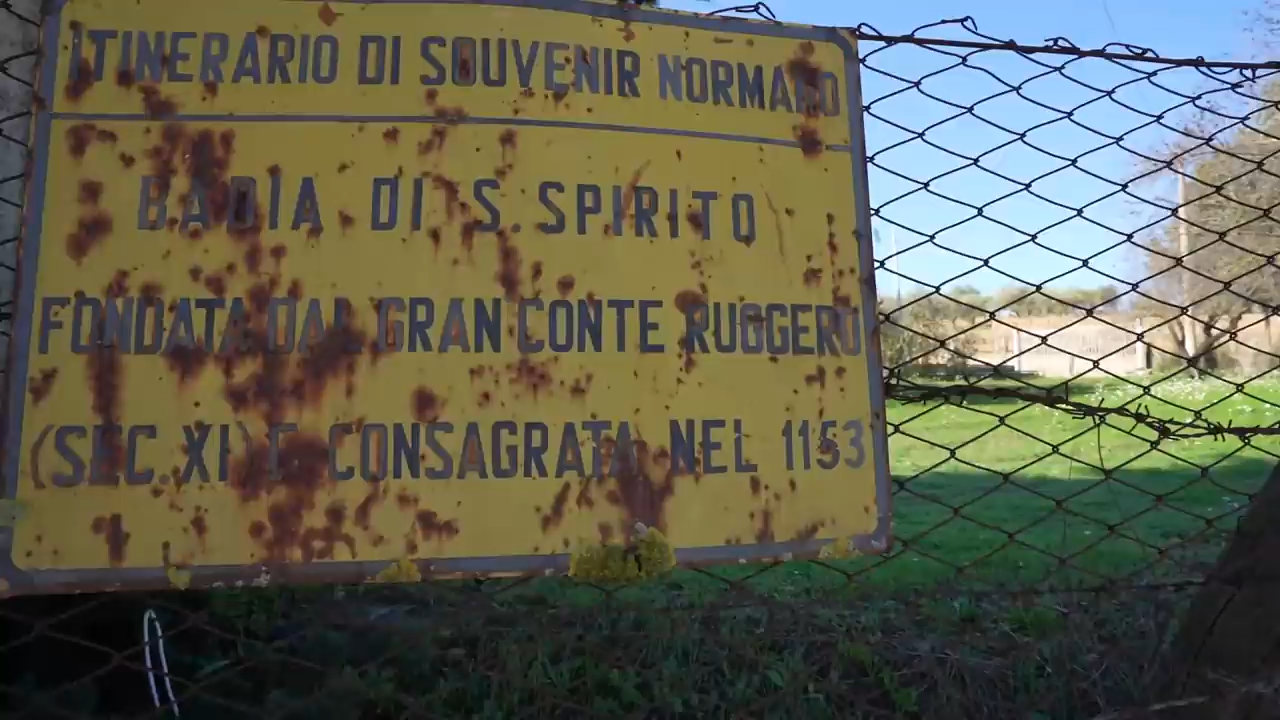 ITINERARIO DI SOUVENIR NORMANNO
BADIA DI S. SPIRITO
FONDATA DAL GRAN CONTE RUGGERO
(SEC. XI) E CONSAGRATA NEL 1153